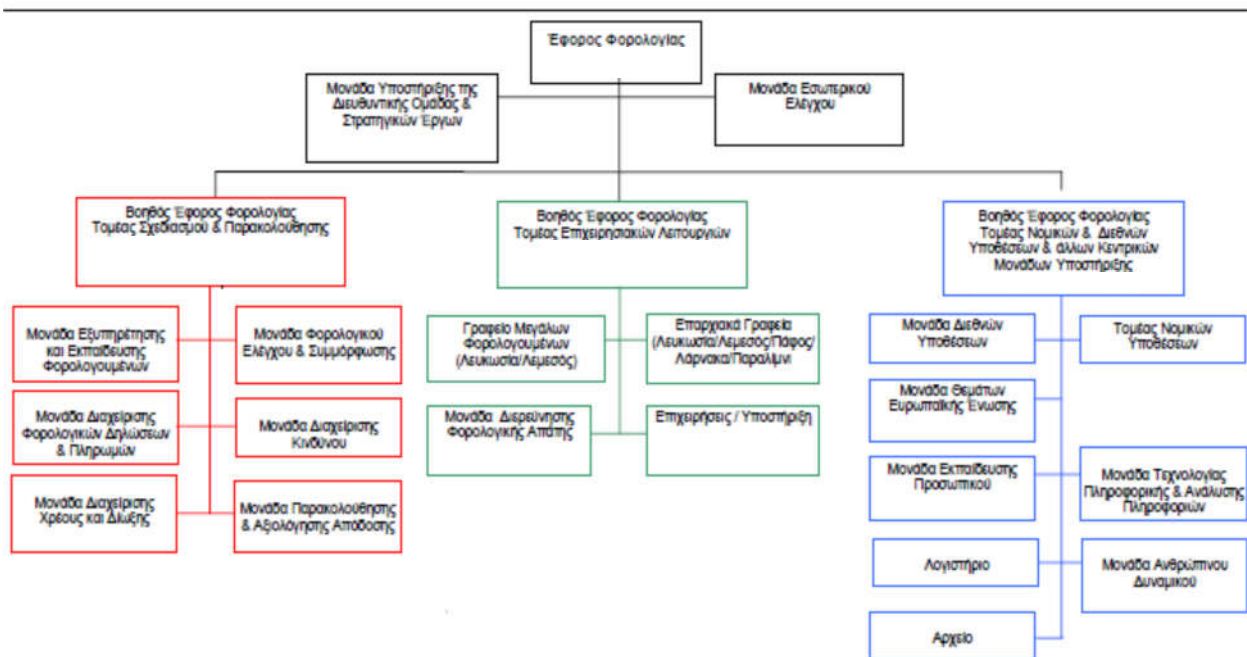 Έφορος Φορολογίας
Μονάδα Υποστήριξης της
Διευθυντικής Ομάδας &
Στρατηγικών Έργων
Μονάδα Εσωτερικού
Ελέγχου
Βοηθός Έφορος Φορολογίας
Τομέας Σχεδιασμού & Παρακολούθησης
Βοηθός Έφορος Φορολογίας
Τομέας Επιχειρησιακών Λειτουργιών
Βοηθός Έφορος Φορολογίας
Τομέας Νομικών & Διεθνών
Υποθέσεων & άλλων Κεντρικών
Μονάδων Υποστήριξης
Μονάδα Εξυπηρέτησης
και Εκπαίδευσης
Φορολογουμένων
Μονάδα Φορολογικού
Ελέγχου & Συμμόρφωσης
Μονάδα Διαχείρισης
Φορολογικών Δηλώσεων
& Πληρωμών
Μονάδα Διαχείρισης
Κινδύνου
Μονάδα Διαχείρισης
Χρέους και Δίωξης
Μονάδα Παρακολούθησης
& Αξιολόγησης Απόδοσης
Γραφείο Μεγάλων
Φορολογουμένων
(Λευκωσία/Λεμεσός)
Επαρχιακά Γραφεία
(Λευκωσία/Λεμεσός/Πάφος/
Λάρνακα/Παραλίμνι
Μονάδα Διερεύνησης
Φορολογικής Απάτης
Επιχειρήσεις / Υποστήριξη
Μονάδα Διεθνών
Υποθέσεων
Τομέας Νομικών
Υποθέσεων
Μονάδα Θεμάτων
Ευρωπαϊκής Ένωσης
Μονάδα Εκπαίδευσης
Προσωπικού
Μονάδα Τεχνολογίας
Πληροφορικής & Ανάλυσης
Πληροφοριών
Λογιστήριο
Μονάδα Ανθρώπινου
Δυναμικού
Αρχείο